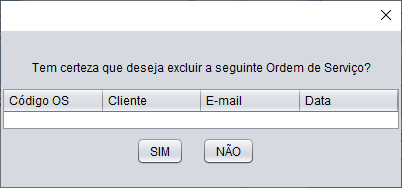 Tem certeza que deseja excluir a seguinte Ordem de Serviço?
Código OS Cliente E-mail Data
SIM NÃO